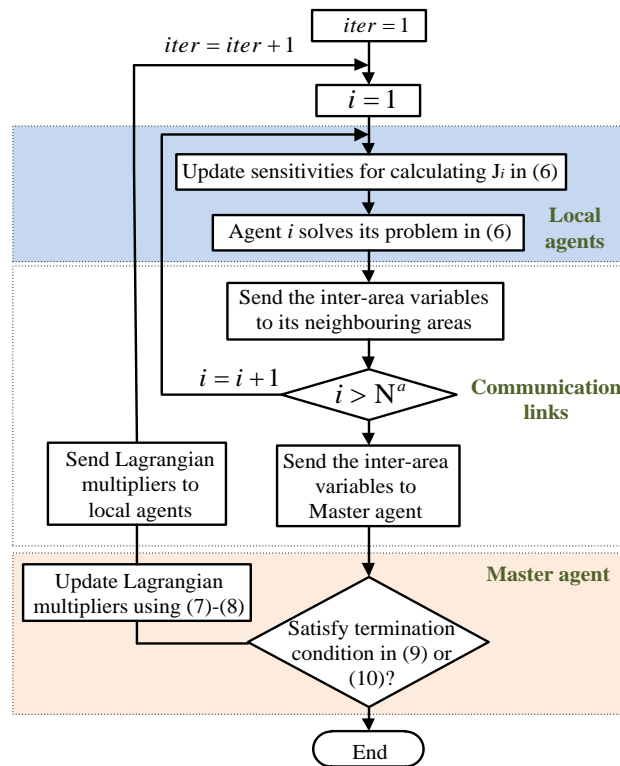 iter = 1
iter = iter + 1
i = 1
Update sensitivities for calculating Ji in (6)
Agent i solves its problem in (6)
Local
agents
Send the inter-area variables
to its neighbouring areas
i = i + 1
i > Nᵃ
Communication
links
Send Lagrangian
multipliers to
local agents
Send the inter-area
variables to
Master agent
Master agent
Update Lagrangian
multipliers using (7)-(8)
Satisfy termination
condition in (9) or
(10)?
End